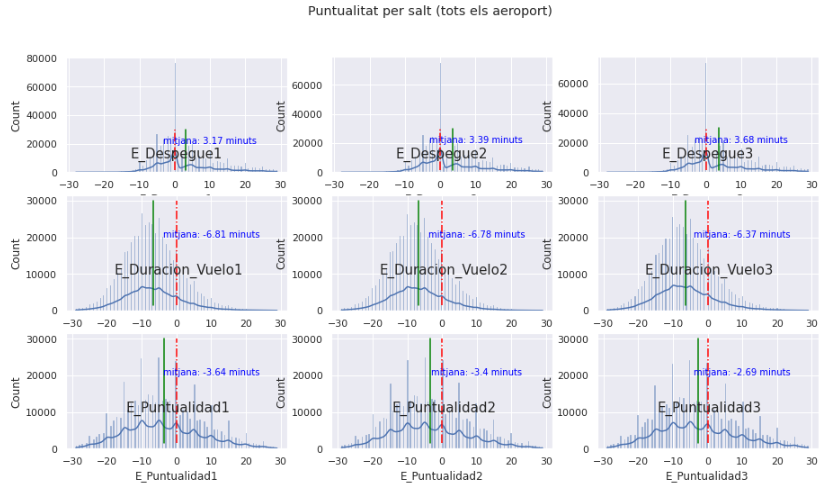 Puntualitat per salt (tots els aeroport)
80000
60000
40000
20000
0
Count
mitjana: 3.17 minuts
E_Despegue1
−30 −20 −10 0 10 20 30
60000
40000
20000
0
Count
mitjana: 3.39 minuts
E_Despegue2
−30 −20 −10 0 10 20 30
60000
40000
20000
0
Count
mitjana: 3.68 minuts
E_Despegue3
−30 −20 −10 0 10 20 30
30000
20000
10000
0
Count
mitjana: -6.81 minuts
E_Duracion_Vuelo1
−30 −20 −10 0 10 20 30
30000
20000
10000
0
Count
mitjana: -6.78 minuts
E_Duracion_Vuelo2
−30 −20 −10 0 10 20 30
30000
20000
10000
0
Count
mitjana: -6.37 minuts
E_Duracion_Vuelo3
−30 −20 −10 0 10 20 30
30000
20000
10000
0
Count
mitjana: -3.64 minuts
E_Puntualidad1
−30 −20 −10 0 10 20 30
E_Puntualidad1
30000
20000
10000
0
Count
mitjana: -3.4 minuts
E_Puntualidad2
−30 −20 −10 0 10 20 30
E_Puntualidad2
30000
20000
10000
0
Count
mitjana: -2.69 minuts
E_Puntualidad3
−30 −20 −10 0 10 20 30
E_Puntualidad3